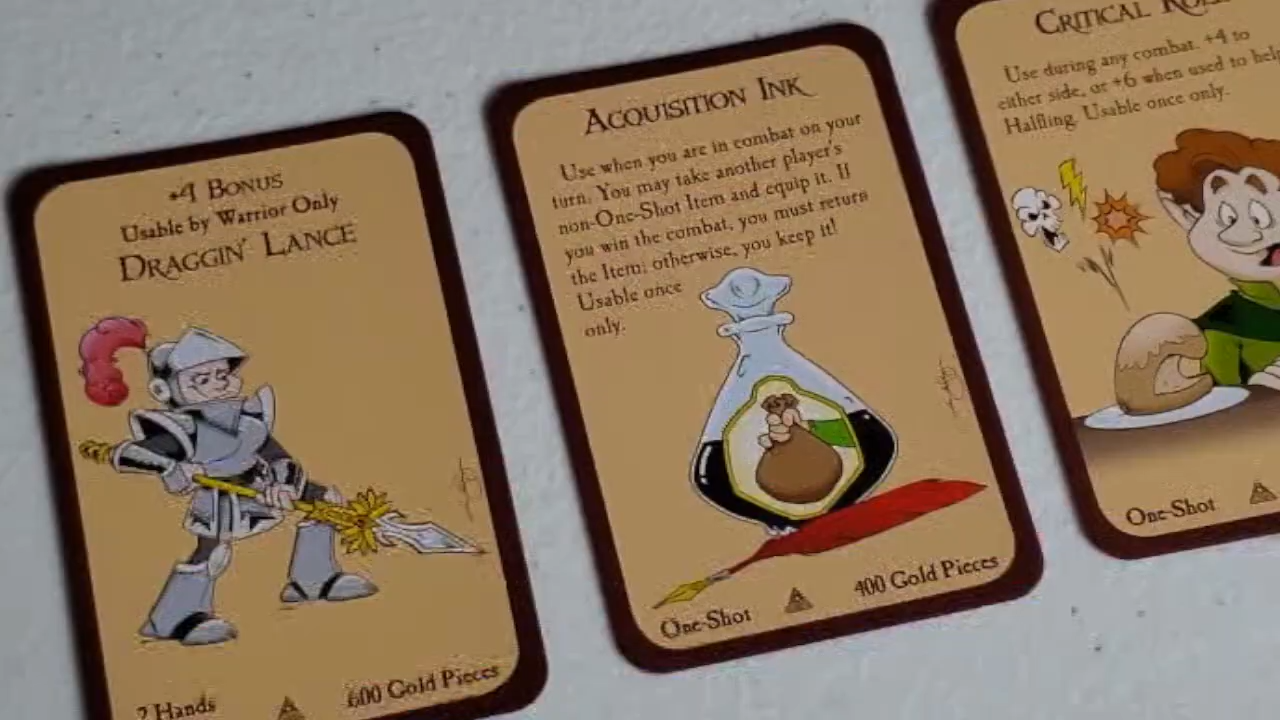 +4 Bonus
Usable by Warrior Only
Draggin' Lance
2 Hands
600 Gold Pieces
Acquisition Ink
Use when you are in combat on your
turn. You may take another player's
non-One-Shot Item and equip it. If
you win the combat, you must return
the Item; otherwise, you keep it!
Usable once
only.
One-Shot
400 Gold Pieces
Critical
Use during any combat. +4 to
either side, or +6 when used to help
Halfling. Usable once only.
One-Shot